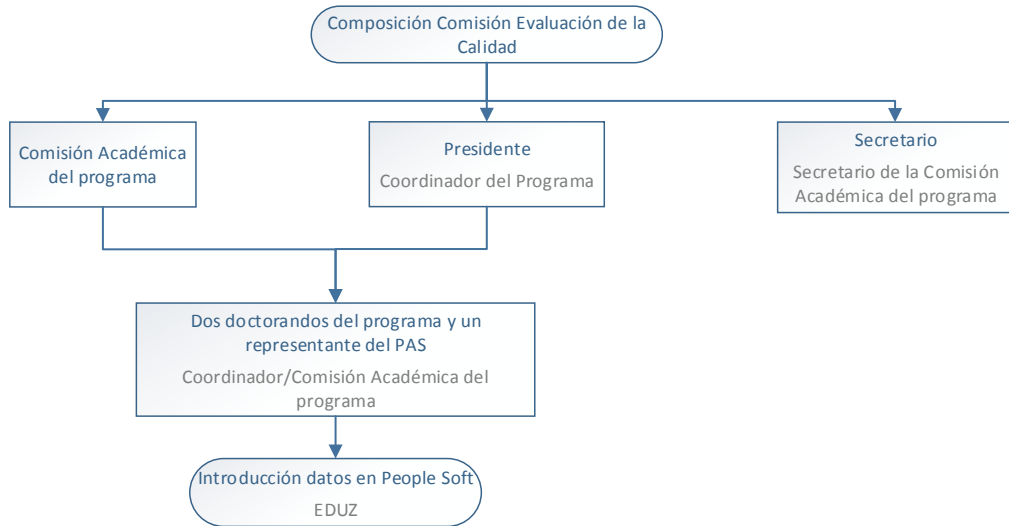 Composición Comisión Evaluación de la
Calidad
Comisión Académica
del programa
Presidente
Coordinador del Programa
Secretario
Secretario de la Comisión
Académica del programa
Dos doctorandos del programa y un
representante del PAS
Coordinador/Comisión Académica del
programa
Introducción datos en People Soft
EDUZ